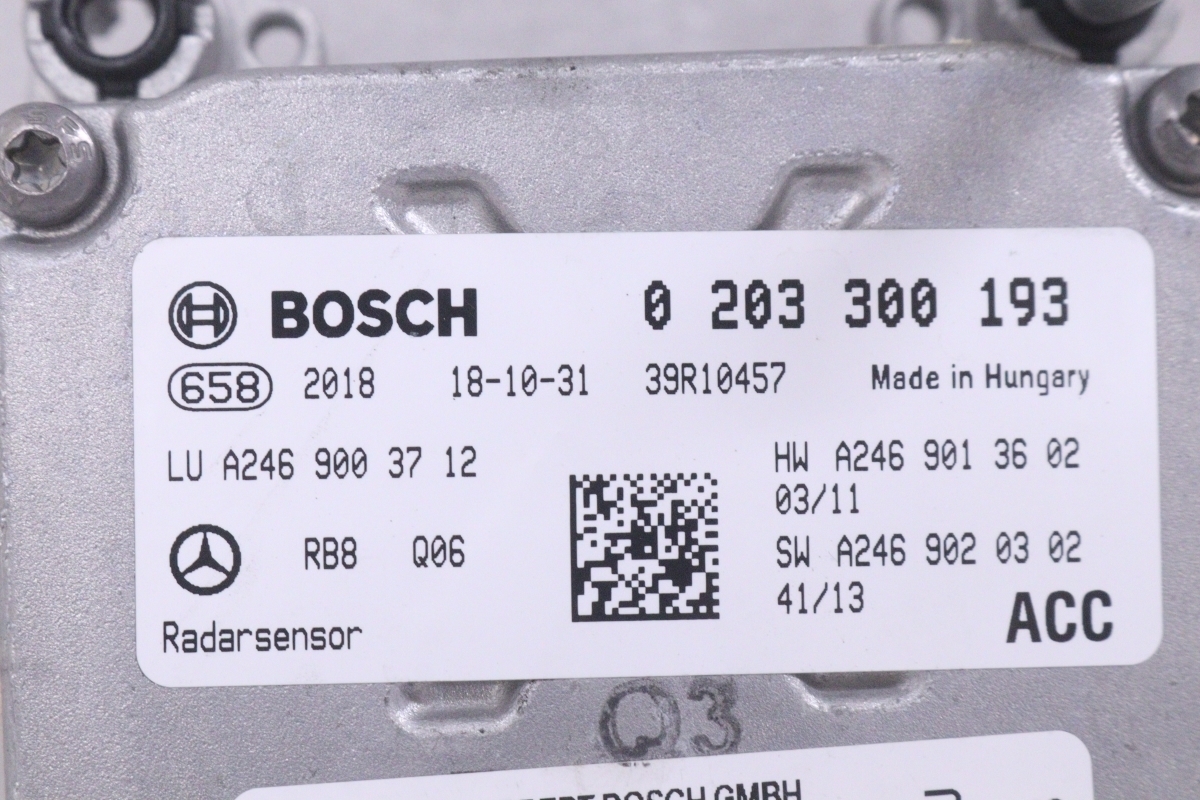 BOSCH 0 203 300 193
658 2018 18-10-31 39R10457 Made in Hungary
LU A246 900 37 12
HW A246 901 36 02
03/11
RB8 Q06
SW A246 902 03 02
41/13
ACC
Radarsensor
Q3
BOSCH GMBH